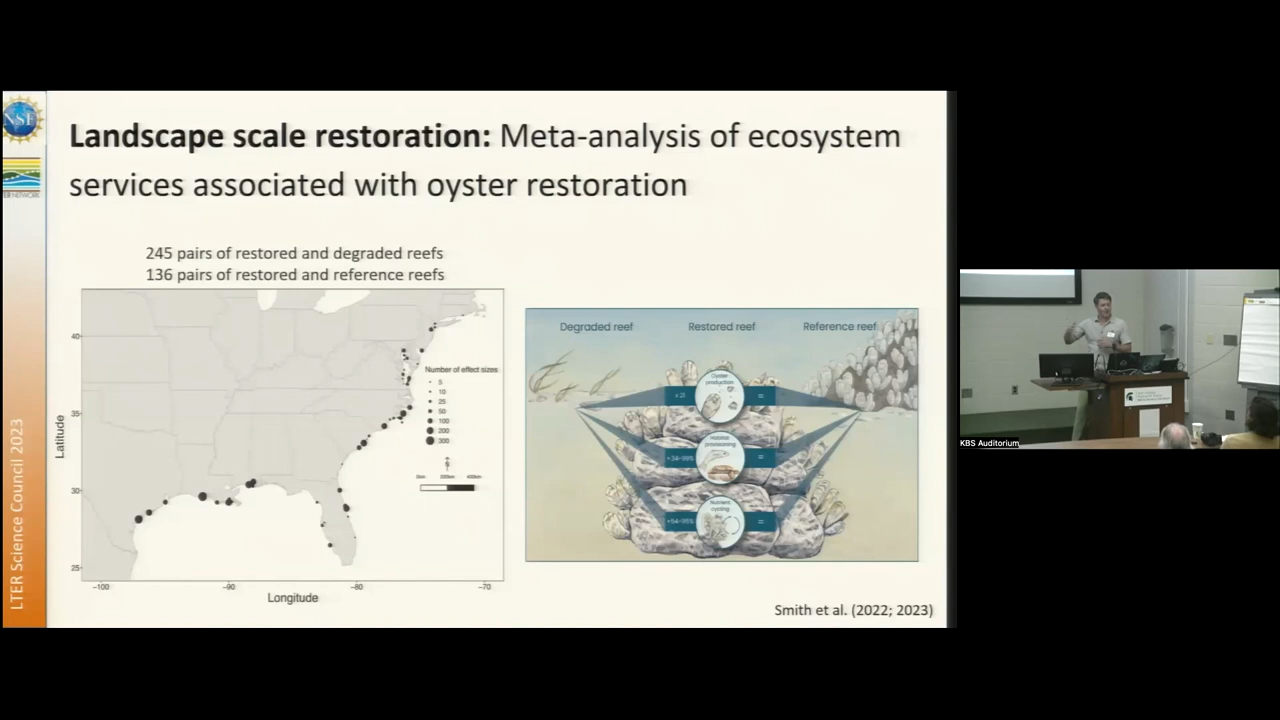 NSF
LTER Science Council 2023
Landscape scale restoration: Meta-analysis of ecosystem
services associated with oyster restoration
245 pairs of restored and degraded reefs
136 pairs of restored and reference reefs
Latitude
40
35
30
25
-100
-90
-80
-70
Longitude
Number of effect sizes
5
10
25
50
100
200
300
Degraded reef
Restored reef
Reference reef
Oyster
production
x 21
=
Habitat
provisioning
+34-99%
=
Nutrient
cycling
+54-95%
=
Smith et al. (2022; 2023)
KBS Auditorium